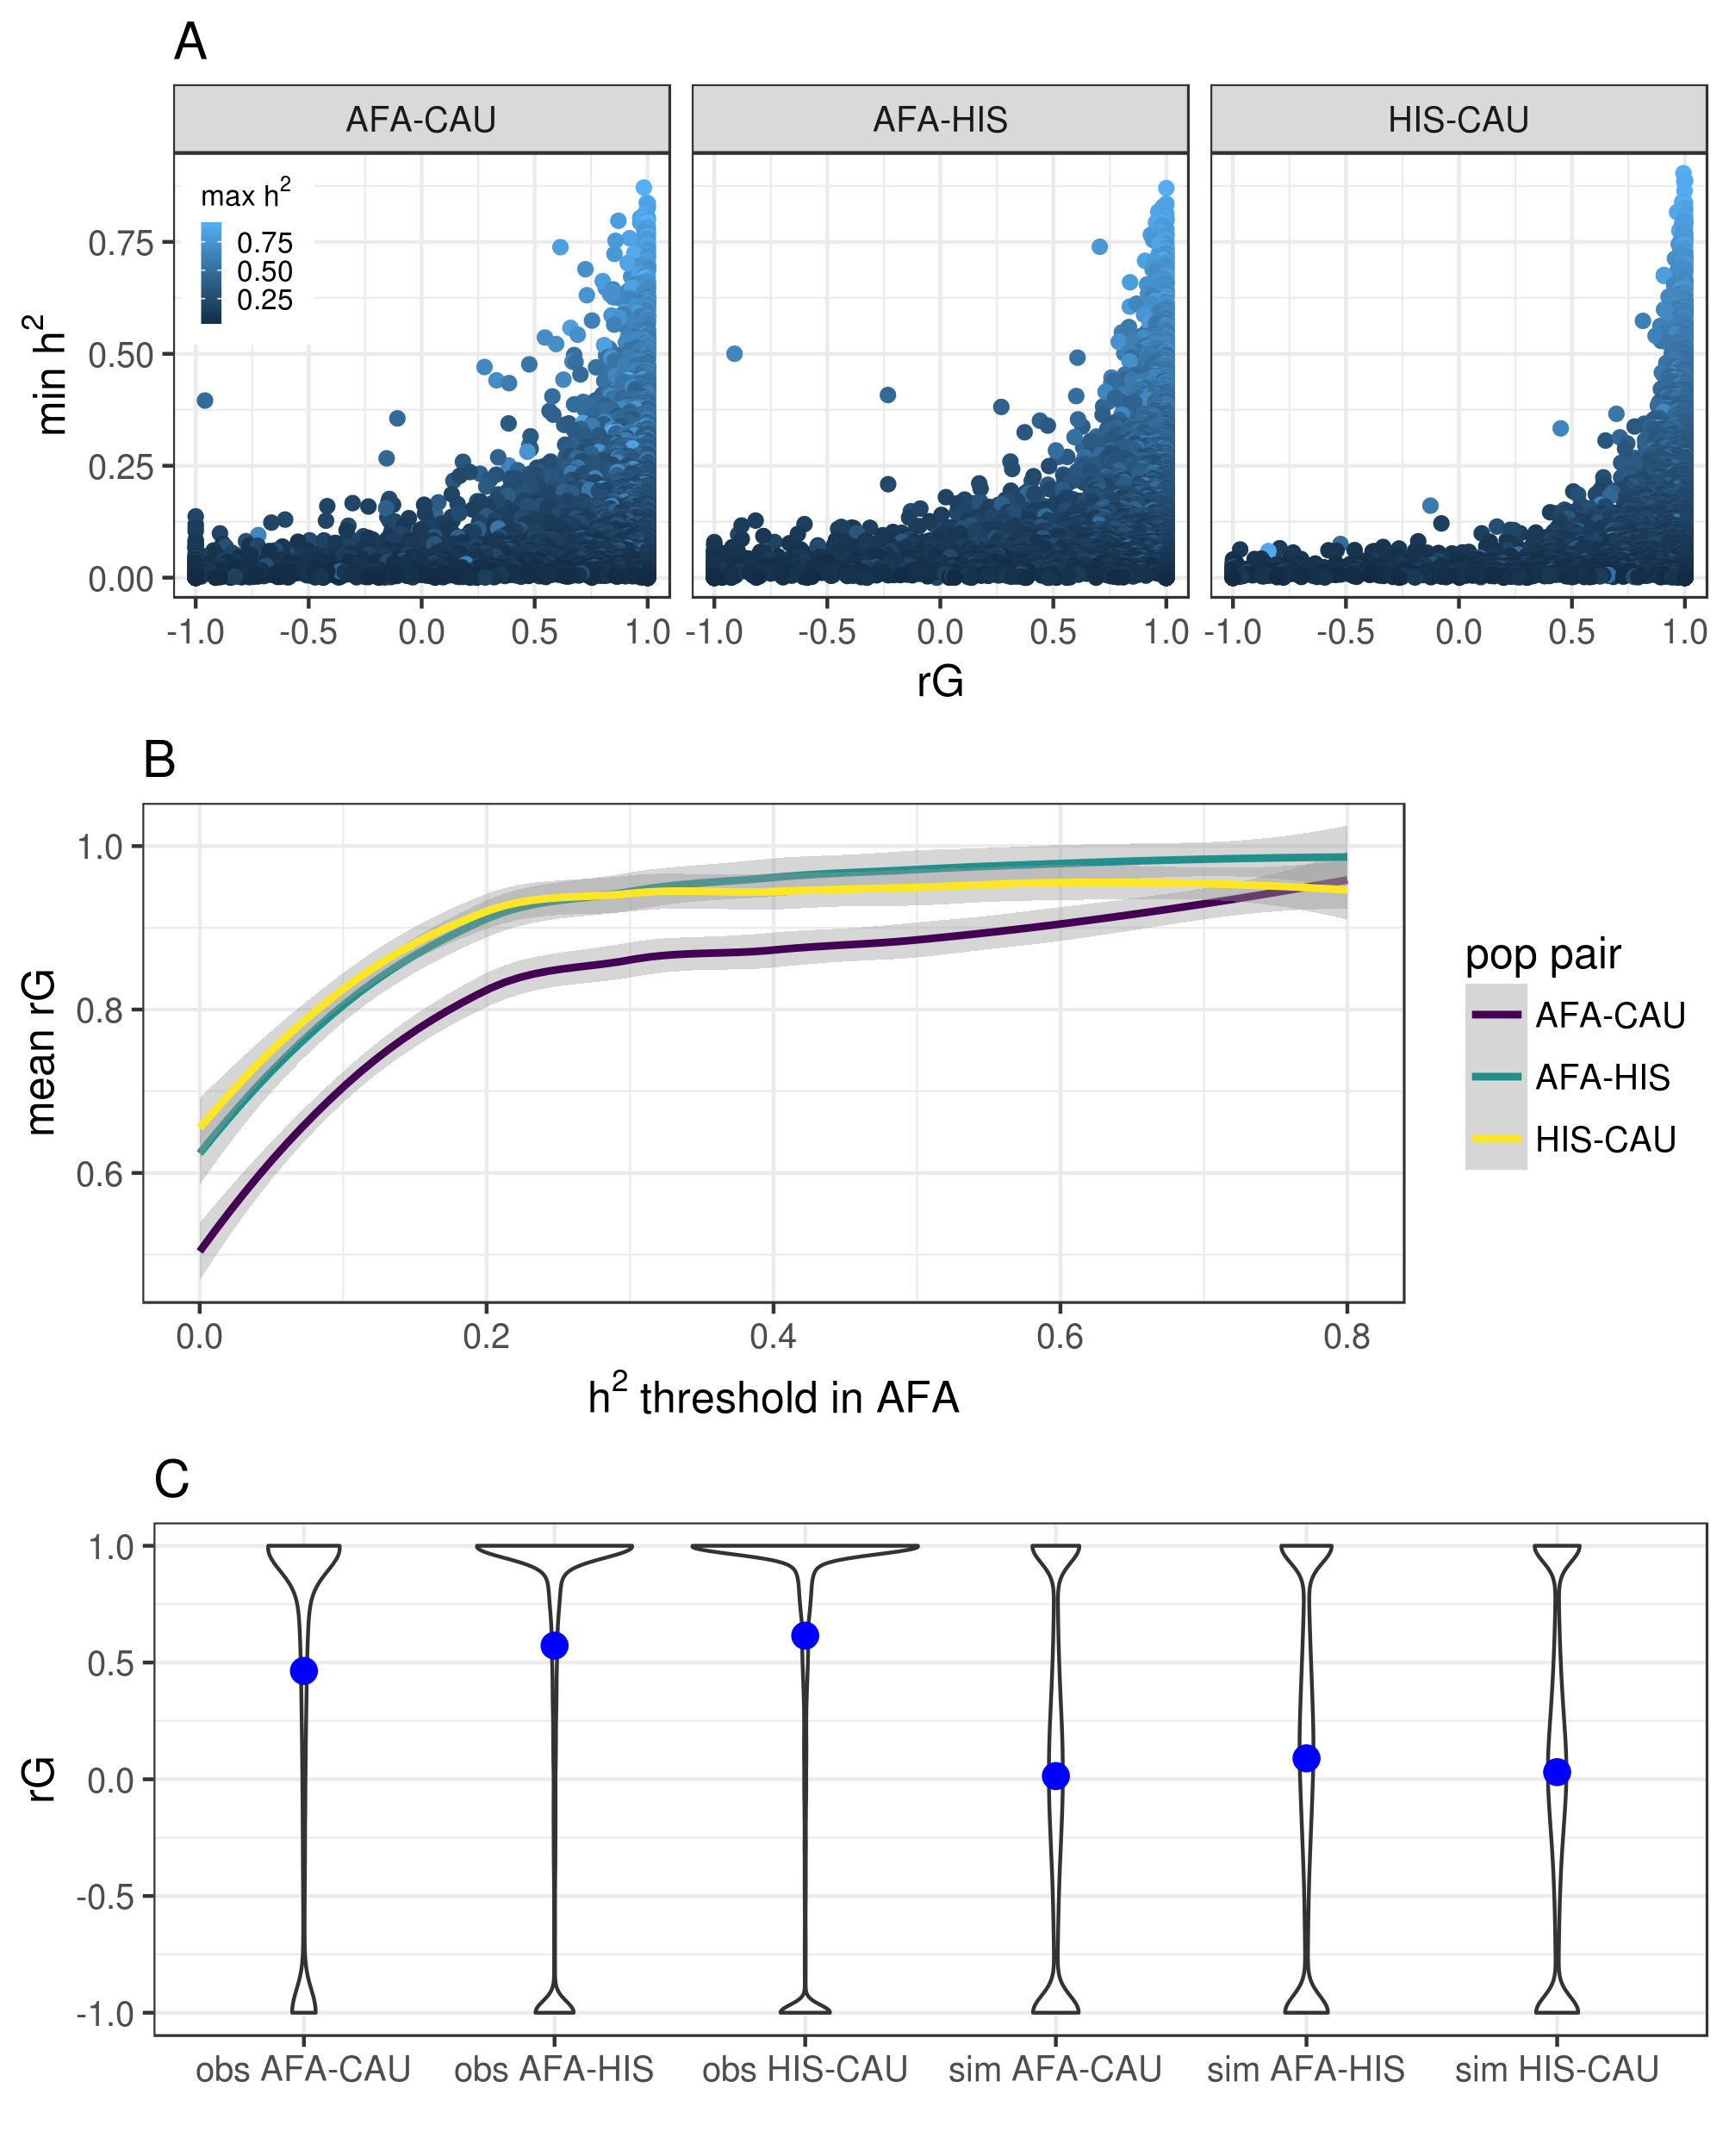 A
AFA-CAU AFA-HIS HIS-CAU
max h²
0.75
0.50
0.25
min h²
0.75
0.50
0.25
0.00
-1.0 -0.5 0.0 0.5 1.0 -1.0 -0.5 0.0 0.5 1.0 -1.0 -0.5 0.0 0.5 1.0
rG
B
mean rG
1.0
0.8
0.6
0.0 0.2 0.4 0.6 0.8
h² threshold in AFA
pop pair
AFA-CAU
AFA-HIS
HIS-CAU
C
rG
1.0
0.5
0.0
-0.5
-1.0
obs AFA-CAU obs AFA-HIS obs HIS-CAU sim AFA-CAU sim AFA-HIS sim HIS-CAU